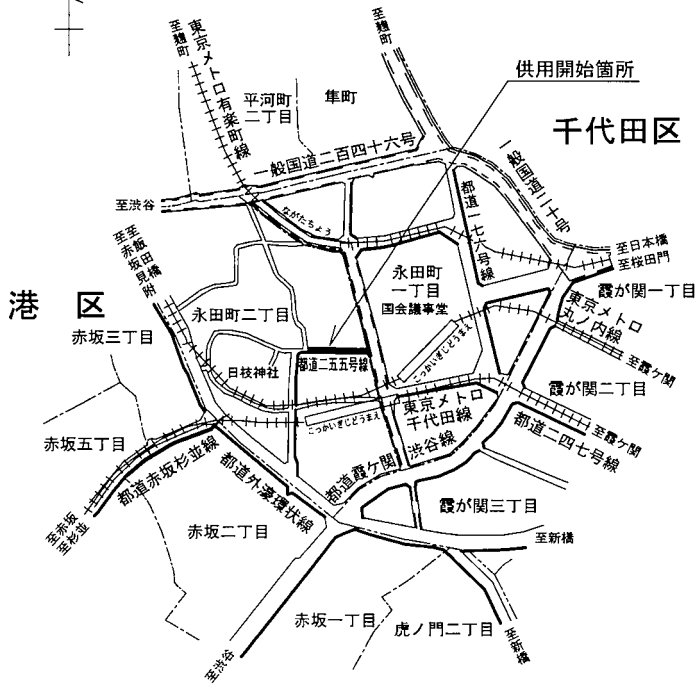 至麹町
東京メトロ有楽町線
至麹町
供用開始箇所
平河町
二丁目
隼町
千代田区
一般国道二百四十六号
一般国道二十号
至渋谷
ながたちょう
都道一七六号線
至日本橋
至桜田門
至赤坂見附
至飯田橋
永田町
一丁目
国会議事堂
霞が関一丁目
港区
永田町二丁目
東京メトロ
丸ノ内線
赤坂三丁目
日枝神社
都道二五五号線
こっかいぎじどうまえ
至霞ケ関
霞が関二丁目
こっかいぎじどうまえ
東京メトロ
千代田線
至霞ケ関
赤坂五丁目
都道赤坂杉並線
都道外濠環状線
都道霞ケ関
渋谷線
都道二四七号線
霞が関三丁目
至赤坂
至杉並
赤坂二丁目
至新橋
赤坂一丁目
虎ノ門二丁目
至渋谷
至新橋